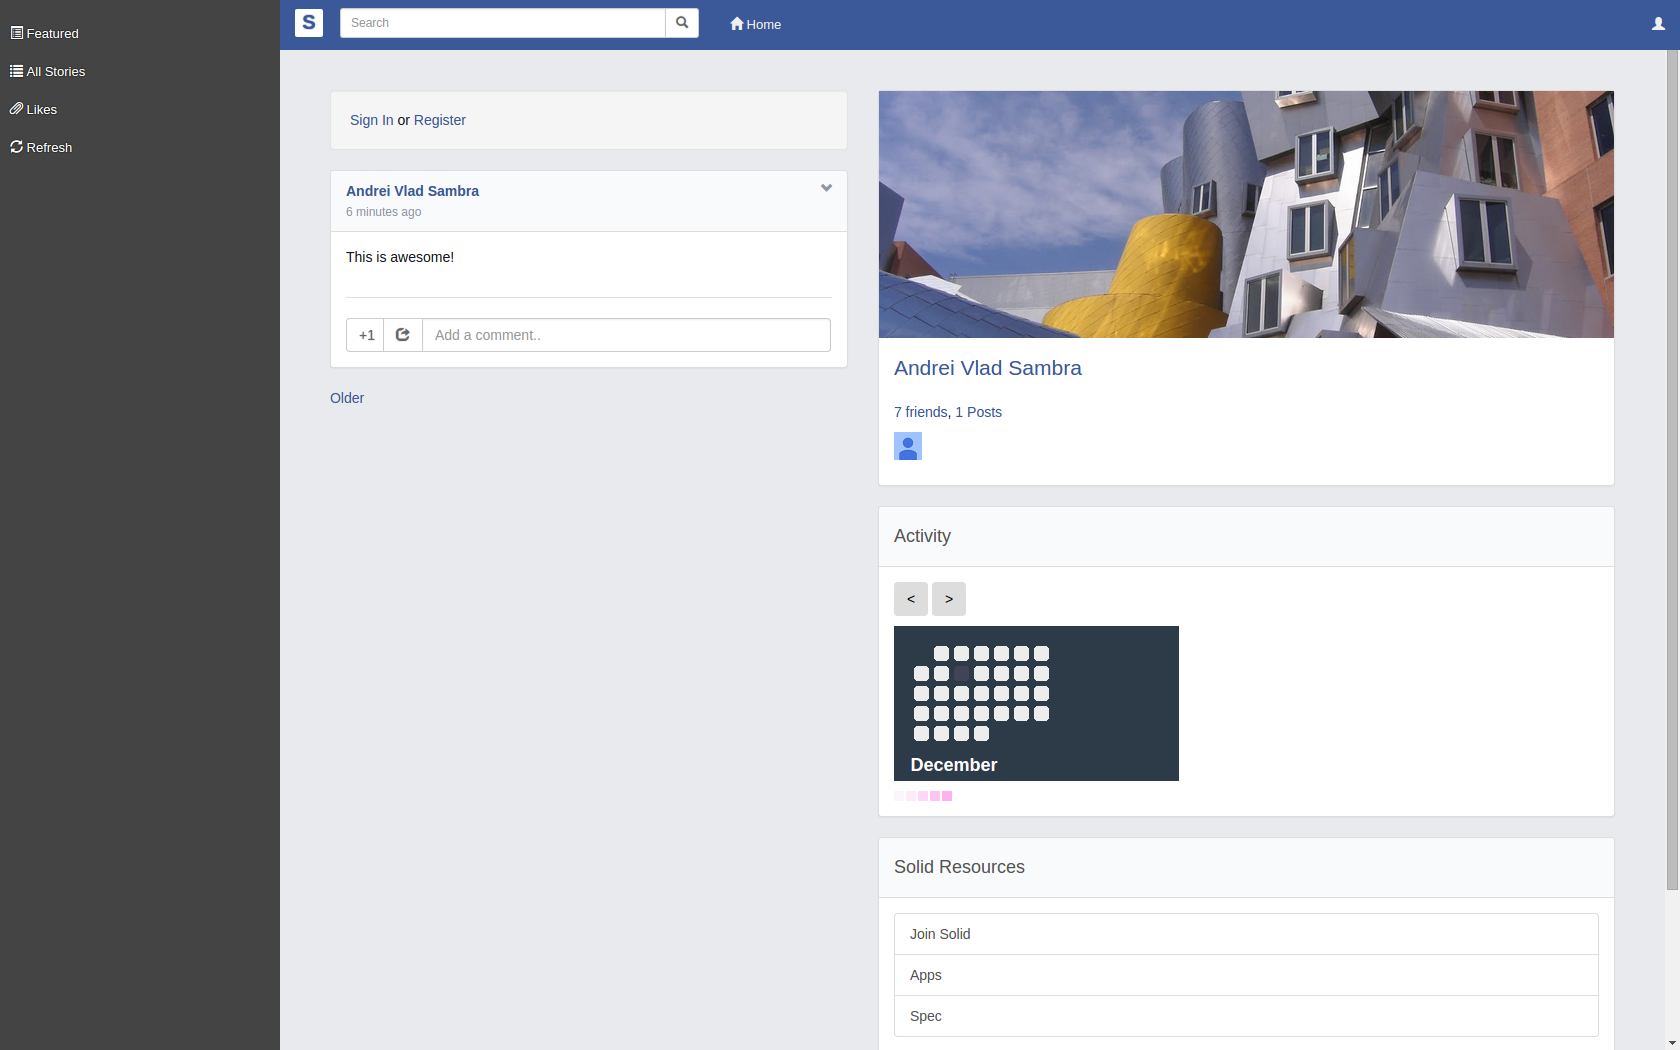 Featured
All Stories
Likes
Refresh
S
Search
Home
Sign In or Register
Andrei Vlad Sambra
6 minutes ago
This is awesome!
+1
Add a comment..
Older
Andrei Vlad Sambra
7 friends, 1 Posts
Activity
< >
December
Solid Resources
Join Solid
Apps
Spec